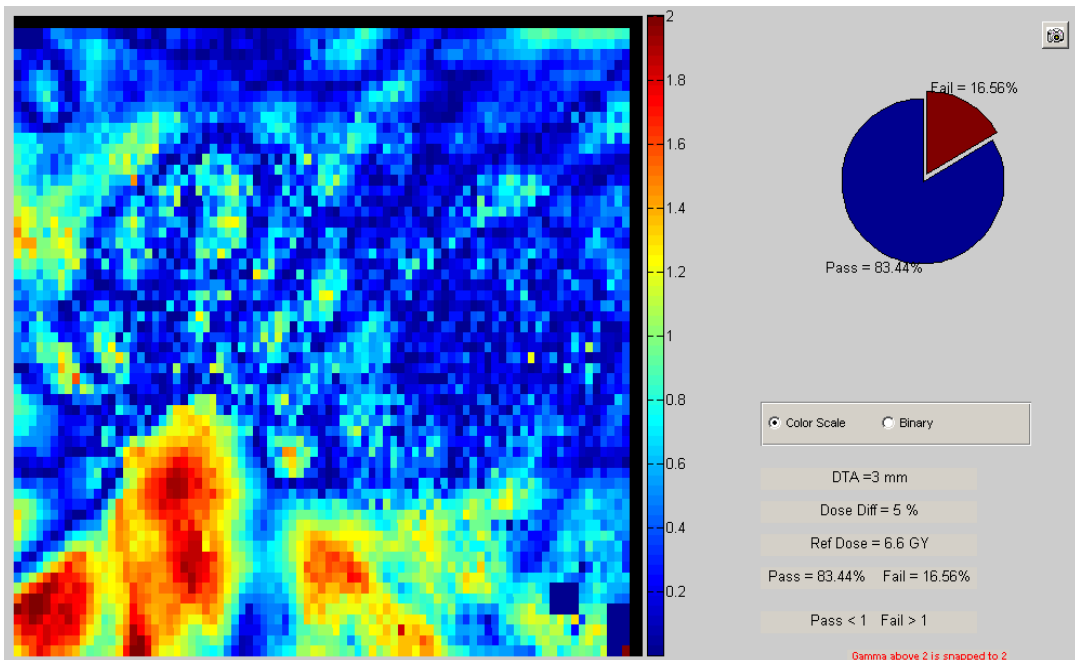 2
1.8
1.6
1.4
1.2
1
0.8
0.6
0.4
0.2
Fail = 16.56%
Pass = 83.44%
Color Scale Binary
DTA =3 mm
Dose Diff = 5 %
Ref Dose = 6.6 GY
Pass = 83.44% Fail = 16.56%
Pass < 1 Fail > 1
Gamma above 2 is snapped to 2